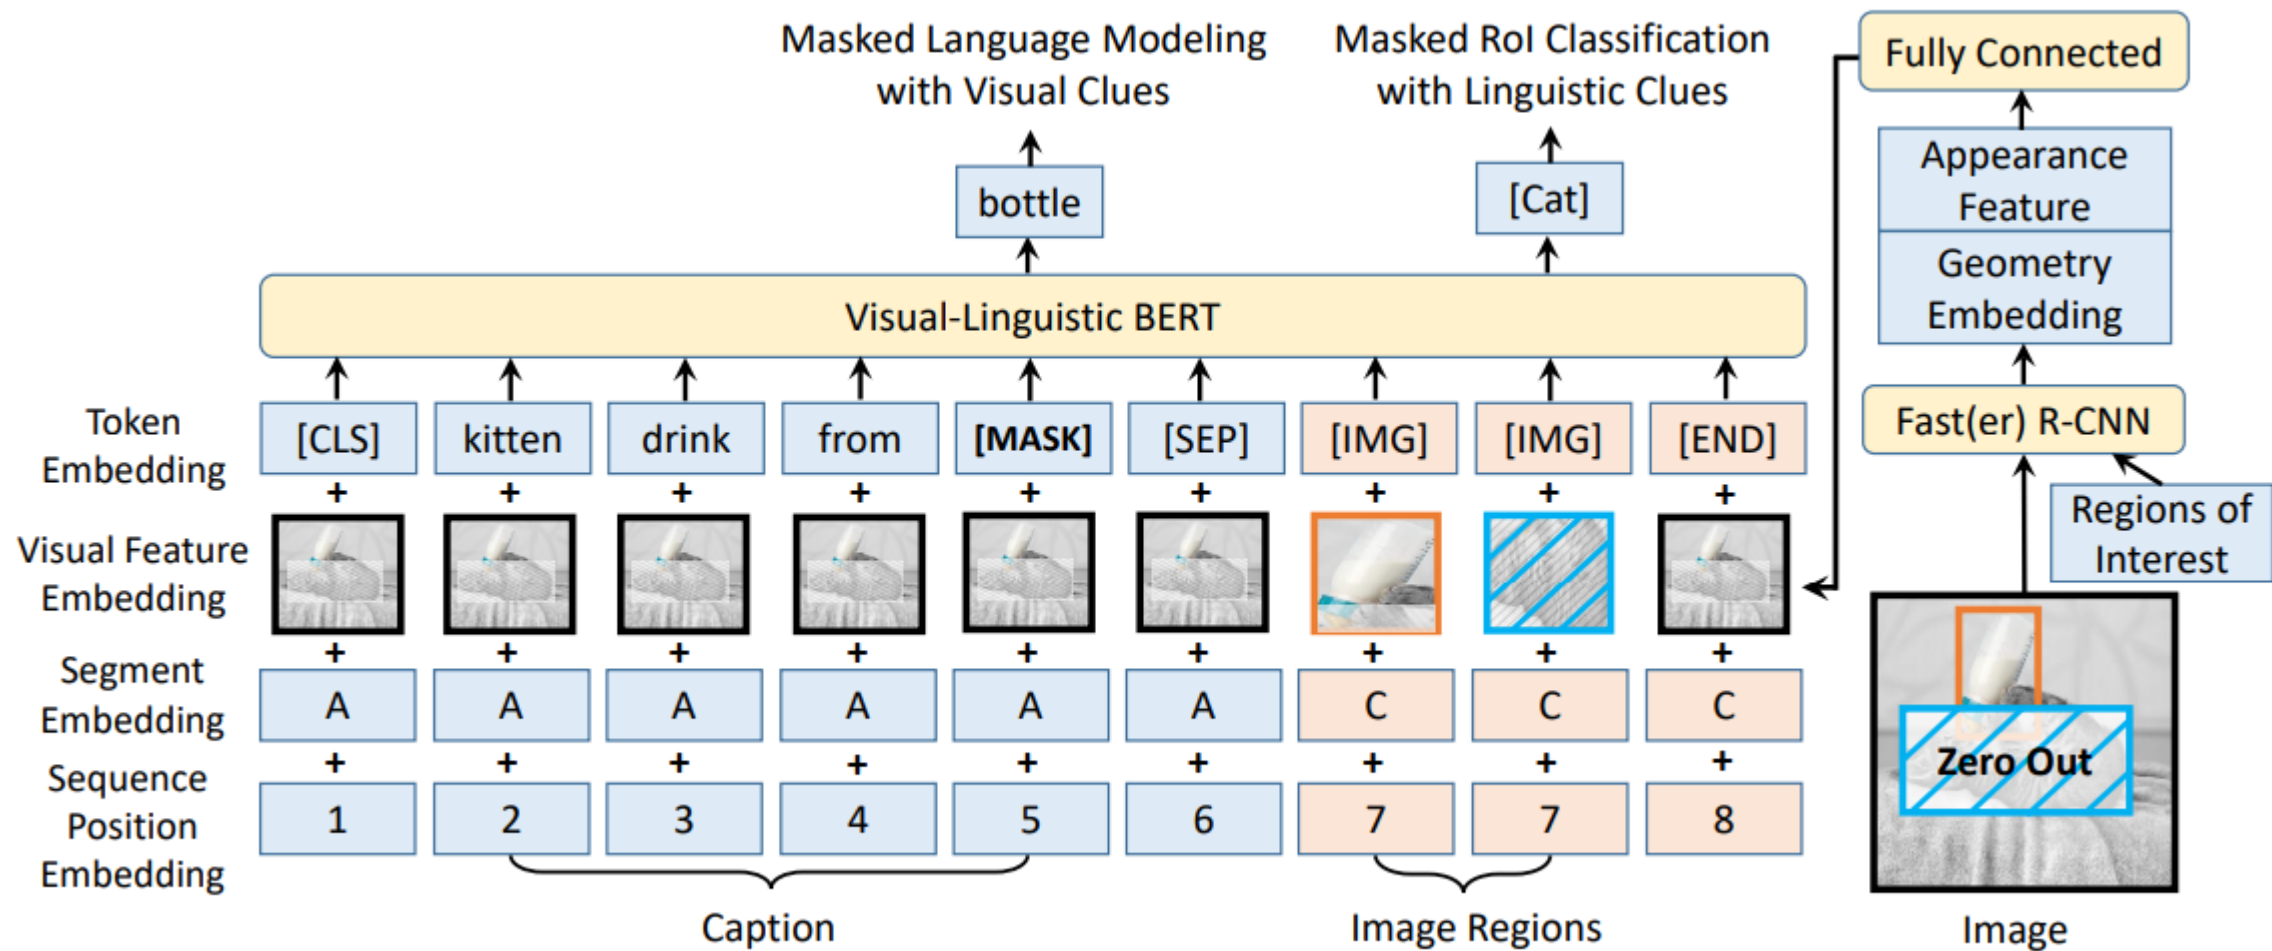 Masked Language Modeling
with Visual Clues
Masked RoI Classification
with Linguistic Clues
Fully Connected
Appearance
Feature
Geometry
Embedding
bottle
[Cat]
Visual-Linguistic BERT
Fast(er) R-CNN
Regions of
Interest
Token
Embedding
[CLS] kitten drink from [MASK] [SEP] [IMG] [IMG] [END]
+ + + + + + + + +
Visual Feature
Embedding
+ + + + + + + + +
Segment
Embedding
A A A A A A C C C
+ + + + + + + + +
Sequence
Position
Embedding
1 2 3 4 5 6 7 7 8
Zero Out
Caption
Image Regions
Image